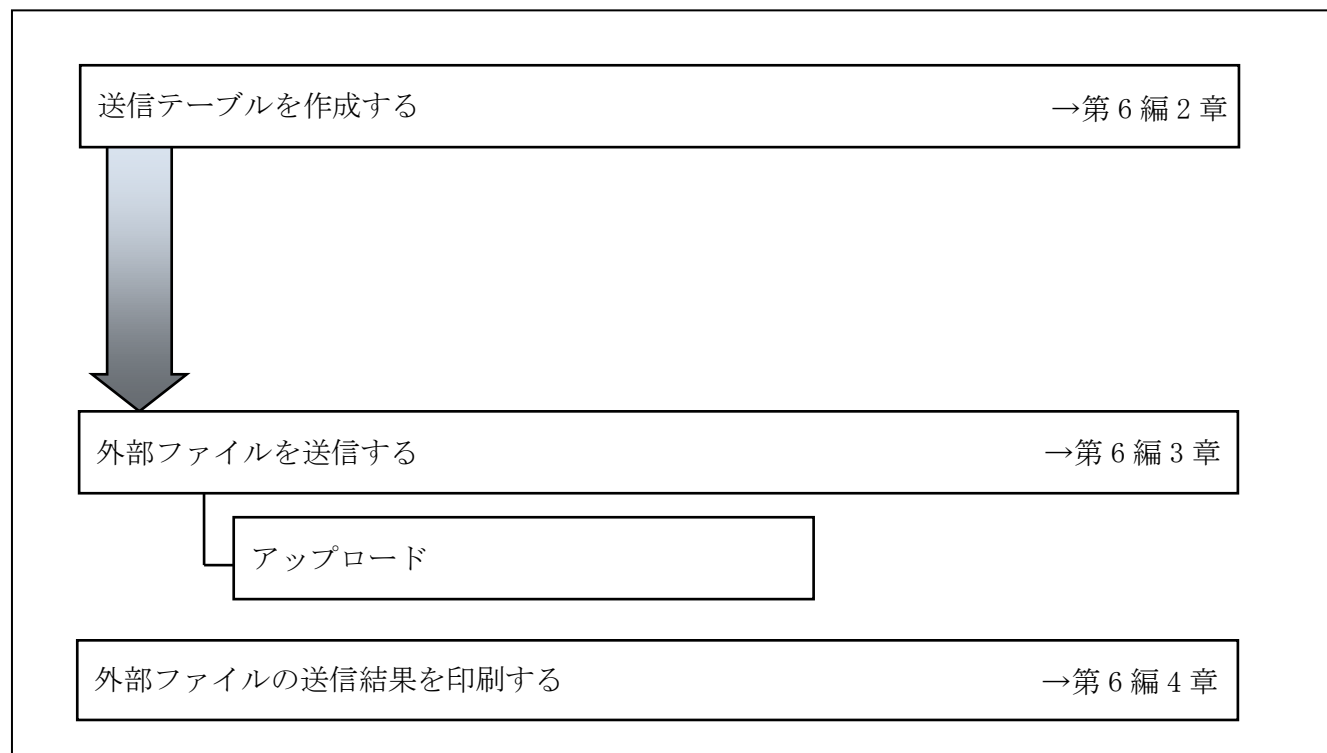 送信テーブルを作成する →第6編2章
外部ファイルを送信する →第6編3章
アップロード
外部ファイルの送信結果を印刷する →第6編4章